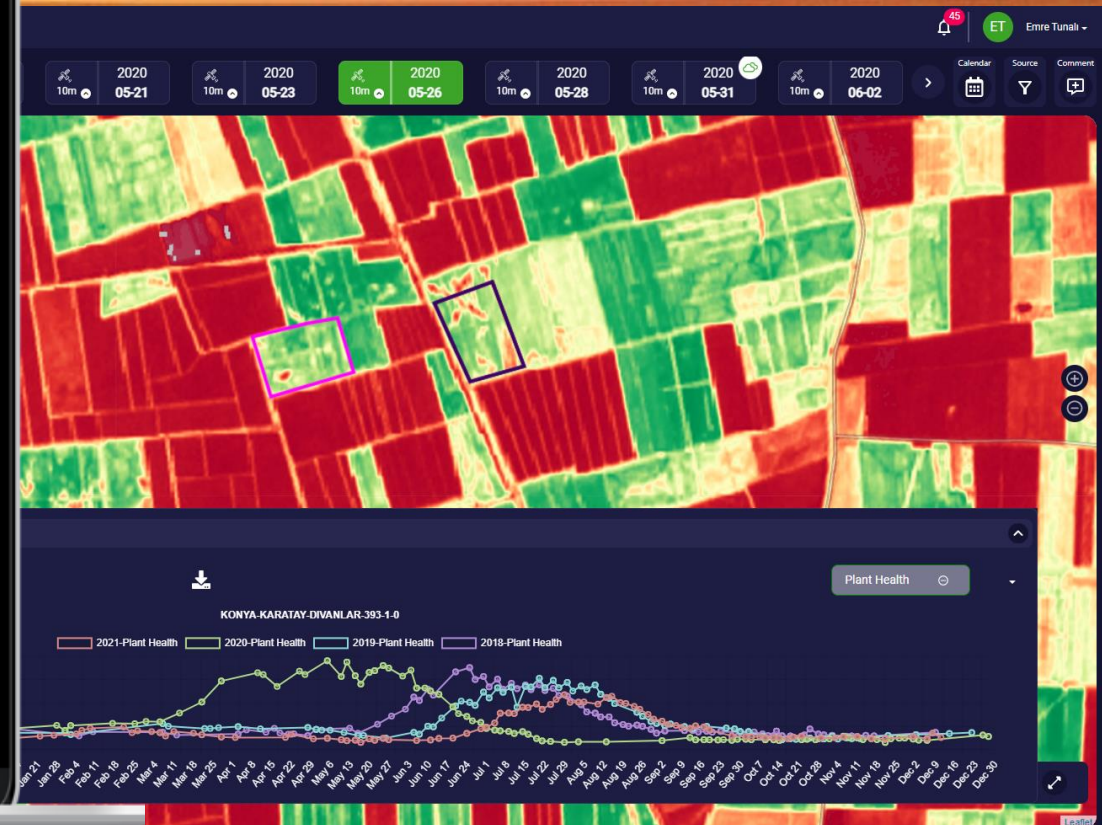 45
ET
Emre Tunalı
2020
10m
05-21
2020
10m
05-23
2020
10m
05-26
2020
10m
05-28
2020
10m
05-31
2020
10m
06-02
Calendar
Source
Comment
Plant Health
KONYA-KARATAY-DIVANLAR-393-1-0
2021-Plant Health 2020-Plant Health 2019-Plant Health 2018-Plant Health
Jan 21 Jan 28 Feb 4 Feb 11 Feb 18 Feb 25 Mar 4 Mar 11 Mar 18 Mar 25 Apr 1 Apr 8 Apr 15 Apr 22 Apr 29 May 6 May 13 May 20 May 27 Jun 3 Jun 10 Jun 17 Jun 24 Jul 1 Jul 8 Jul 15 Jul 22 Jul 29 Aug 5 Aug 12 Aug 19 Aug 26 Sep 2 Sep 9 Sep 16 Sep 23 Sep 30 Oct 7 Oct 14 Oct 21 Oct 28 Nov 4 Nov 11 Nov 18 Nov 25 Dec 2 Dec 9 Dec 16 Dec 23 Dec 30
Leaflet